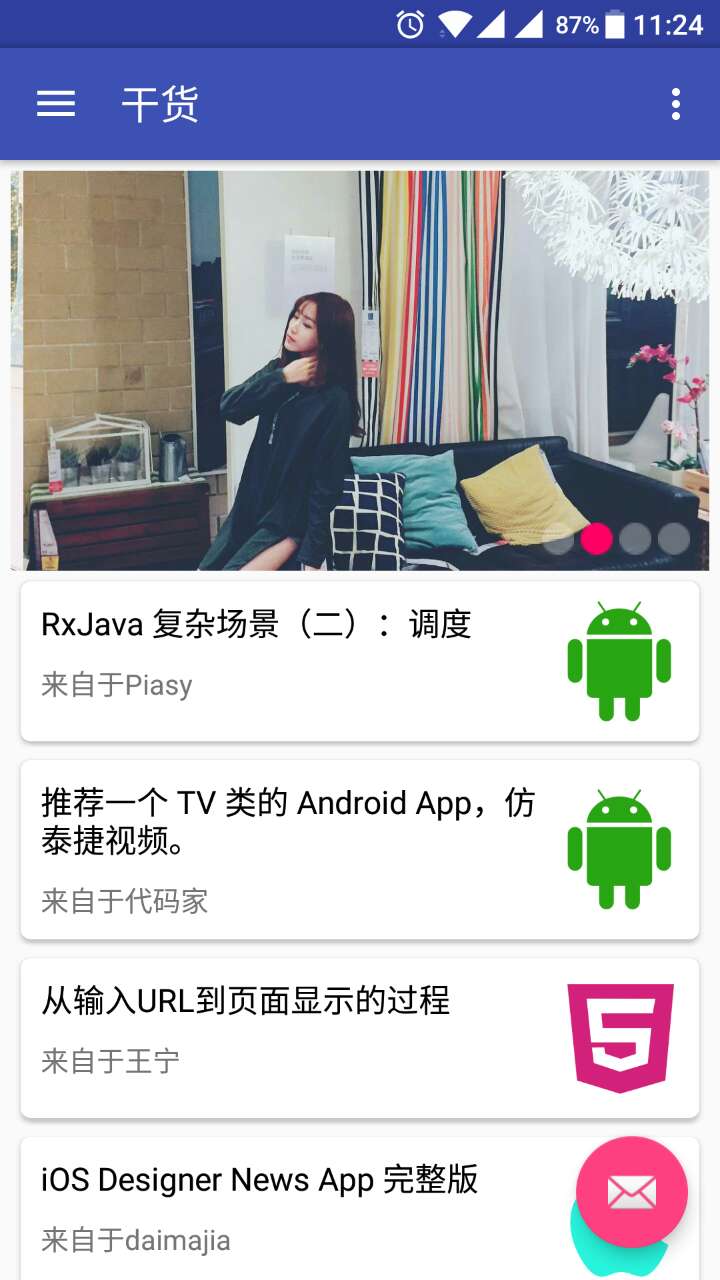 87% 11:24
干货
RxJava 复杂场景（二）：调度
来自于Piasy
推荐一个 TV 类的 Android App，仿
泰捷视频。
来自于代码家
从输入URL到页面显示的过程
来自于王宁
iOS Designer News App 完整版
来自于daimajia